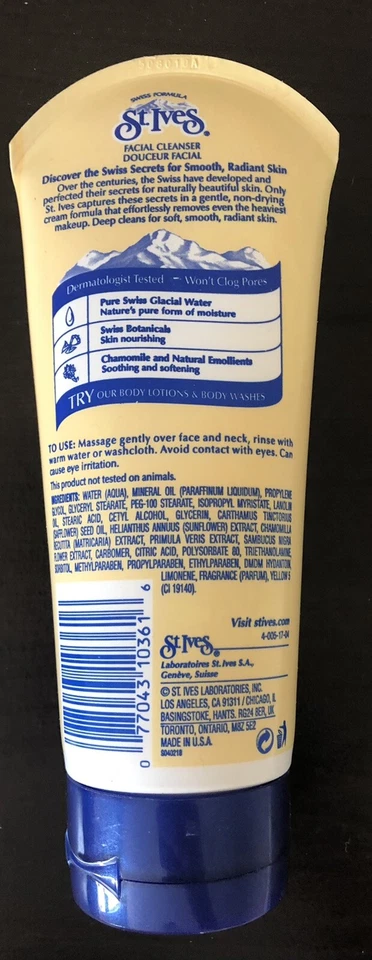 SWISS FORMULA
St.Ives®
FACIAL CLEANSER
DOUCEUR FACIAL
Discover the Swiss Secrets for Smooth, Radiant Skin
Over the centuries, the Swiss have developed and
perfected their secrets for naturally beautiful skin. Only
St. Ives captures these secrets in a gentle, non-drying
cream formula that effortlessly removes even the heaviest
makeup. Deep cleans for soft, smooth, radiant skin.
Dermatologist Tested – Won't Clog Pores
Pure Swiss Glacial Water
Nature's pure form of moisture
Swiss Botanicals
Skin nourishing
Chamomile and Natural Emollients
Soothing and softening
TRY OUR BODY LOTIONS & BODY WASHES
TO USE: Massage gently over face and neck, rinse with
warm water or washcloth. Avoid contact with eyes. Can
cause eye irritation.
This product not tested on animals.
INGREDIENTS: WATER (AQUA), MINERAL OIL (PARAFFINUM LIQUIDUM), PROPYLENE
GLYCOL, GLYCERYL STEARATE, PEG-100 STEARATE, ISOPROPYL MYRISTATE, LANOLIN
OIL, STEARIC ACID, CETYL ALCOHOL, GLYCERIN, CARTHAMUS TINCTORIUS
(SAFFLOWER) SEED OIL, HELIANTHUS ANNUUS (SUNFLOWER) EXTRACT, CHAMOMILLA
RECUTITA (MATRICARIA) EXTRACT, PRIMULA VERIS EXTRACT, SAMBUCUS NIGRA
FLOWER EXTRACT, CARBOMER, CITRIC ACID, POLYSORBATE 80, TRIETHANOLAMINE,
SORBITOL, METHYLPARABEN, PROPYLPARABEN, ETHYLPARABEN, DMDM HYDANTOIN,
LIMONENE, FRAGRANCE (PARFUM), YELLOW 5
(CI 19140).
0 77043 10361 6
Visit stives.com
4-005-17-04
St.Ives®
Laboratoires St. Ives S.A.,
Genève, Suisse
© ST. IVES LABORATORIES, INC.
LOS ANGELES, CA 91311 / CHICAGO, IL
BASINGSTOKE, HANTS. RG24 8ER, UK
TORONTO, ONTARIO, M8Z 5E9
MADE IN U.S.A.
S040218